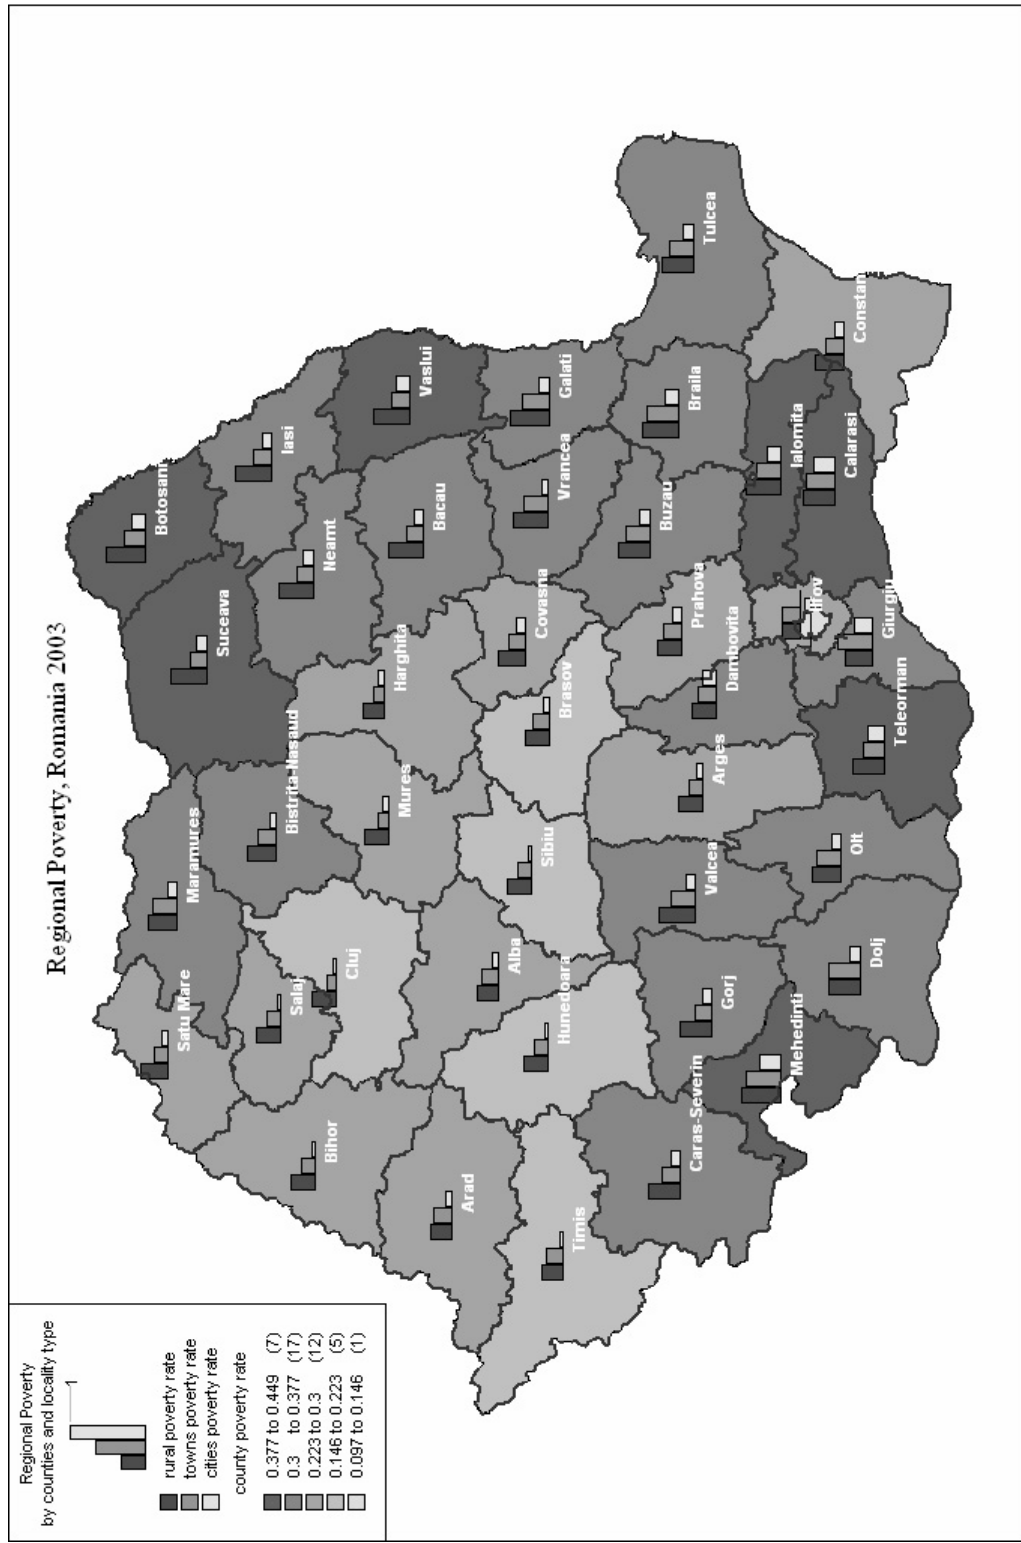 Regional Poverty, Romania 2003
Regional Poverty
by counties and locality type
1
rural poverty rate
towns poverty rate
cities poverty rate
county poverty rate
0.377 to 0.449 (7)
0.3 to 0.377 (17)
0.223 to 0.3 (12)
0.146 to 0.223 (5)
0.097 to 0.146 (1)
Botosani
Suceava
Maramures
Satu Mare
Iasi
Neamt
Bistrita-Nasaud
Salaj
Cluj
Bihor
Vaslui
Bacau
Harghita
Mures
Alba
Arad
Galati
Vrancea
Covasna
Brasov
Sibiu
Hunedoara
Timis
Tulcea
Braila
Buzau
Prahova
Dambovita
Arges
Valcea
Gorj
Caras-Severin
Constan
Ialomita
Calarasi
Ilfov
Giurgiu
Teleorman
Olt
Dolj
Mehedinti